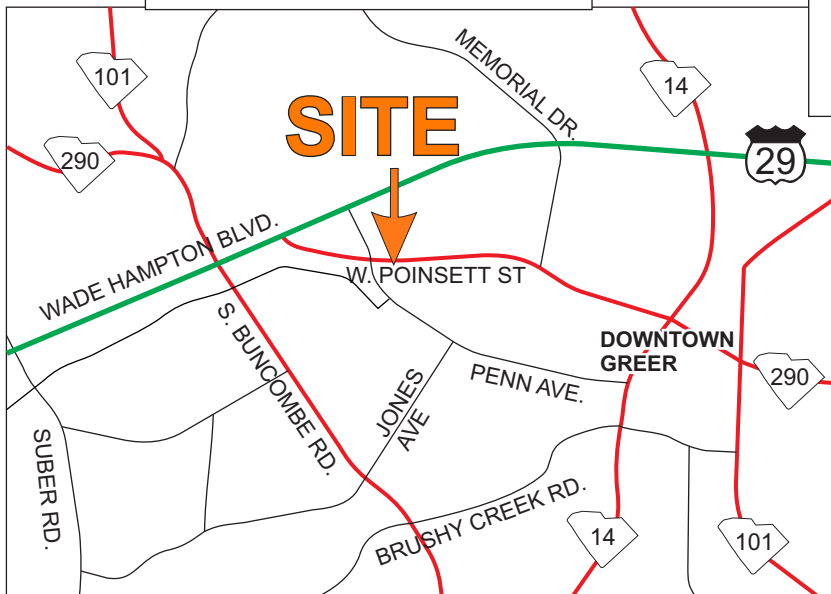 101
MEMORIAL DR.
14
SITE
290
29
WADE HAMPTON BLVD.
W. POINSETT ST
S. BUNCOMBE RD.
DOWNTOWN
GREER
290
JONES
AVE
PENN AVE.
SUBER RD.
BRUSHY CREEK RD.
14
101